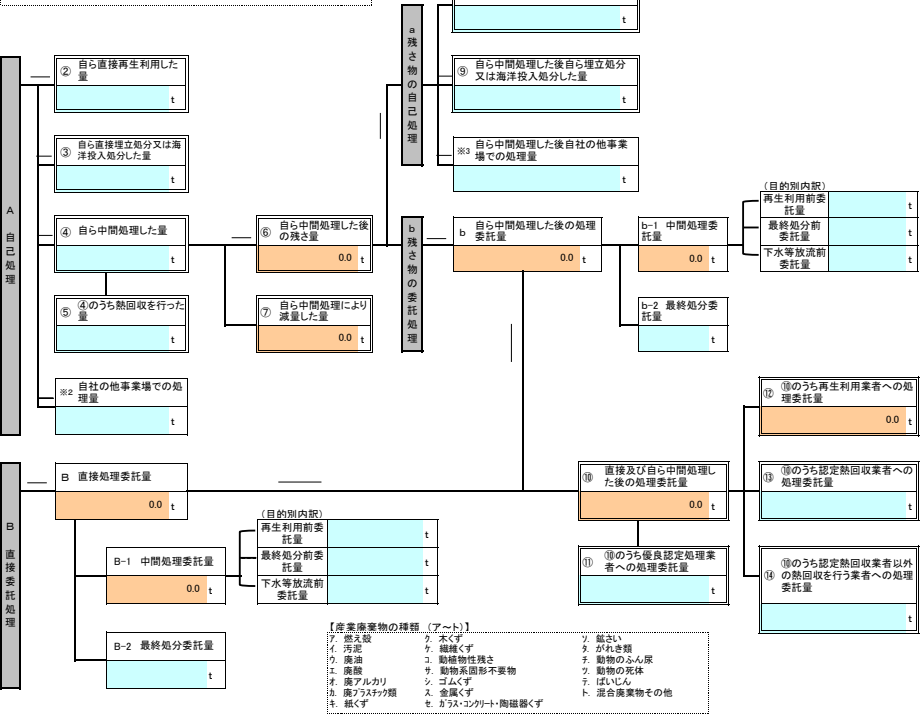 t
a 残さ物の自己処理
② 自ら直接再生利用した
量
t
⑨ 自ら中間処理した後自ら埋立処分
又は海洋投入処分した量
t
③ 自ら直接埋立処分又は海
洋投入処分した量
t
※3 自ら中間処理した後自社の他事業
場での処理量
t
A 自己処理
④ 自ら中間処理した量
t
⑥ 自ら中間処理した後
の残さ量
0.0 t
b 残さ物の委託処理
b 自ら中間処理した後の処理
委託量
0.0 t
b-1 中間処理委
託量
0.0 t
(目的別内訳)
再生利用前委
託量
t
最終処分前
委託量
t
下水等放流前
委託量
t
⑤ ④のうち熱回収を行った
量
t
⑦ 自ら中間処理により
減量した量
0.0 t
b-2 最終処分委
託量
t
※2 自社の他事業場での処
理量
t
⑫ ⑩のうち再生利用業者への処
理委託量
0.0 t
B 直接委託処理
B 直接処理委託量
0.0 t
⑩ 直接及び自ら中間処理し
た後の処理委託量
0.0 t
⑬ ⑩のうち認定熱回収業者への
処理委託量
t
(目的別内訳)
再生利用前委
託量
t
最終処分前委
託量
t
下水等放流前
委託量
t
B-1 中間処理委託量
0.0 t
⑪ ⑩のうち優良認定処理業
者への処理委託量
t
⑭ ⑩のうち認定熱回収業者以外
の熱回収を行う業者への処理
委託量
t
B-2 最終処分委託量
t
【産業廃棄物の種類 (ア～ト)】
ア. 燃え殻 ク. 木くず ソ. 鉱さい
イ. 汚泥 ケ. 繊維くず タ. がれき類
ウ. 廃油 コ. 動植物性残さ チ. 動物のふん尿
エ. 廃酸 サ. 動物系固形不要物 ツ. 動物の死体
オ. 廃アルカリ シ. ゴムくず テ. ばいじん
カ. 廃プラスチック類 ス. 金属くず ト. 混合廃棄物その他
キ. 紙くず セ. ガラス・コンクリート・陶磁器くず